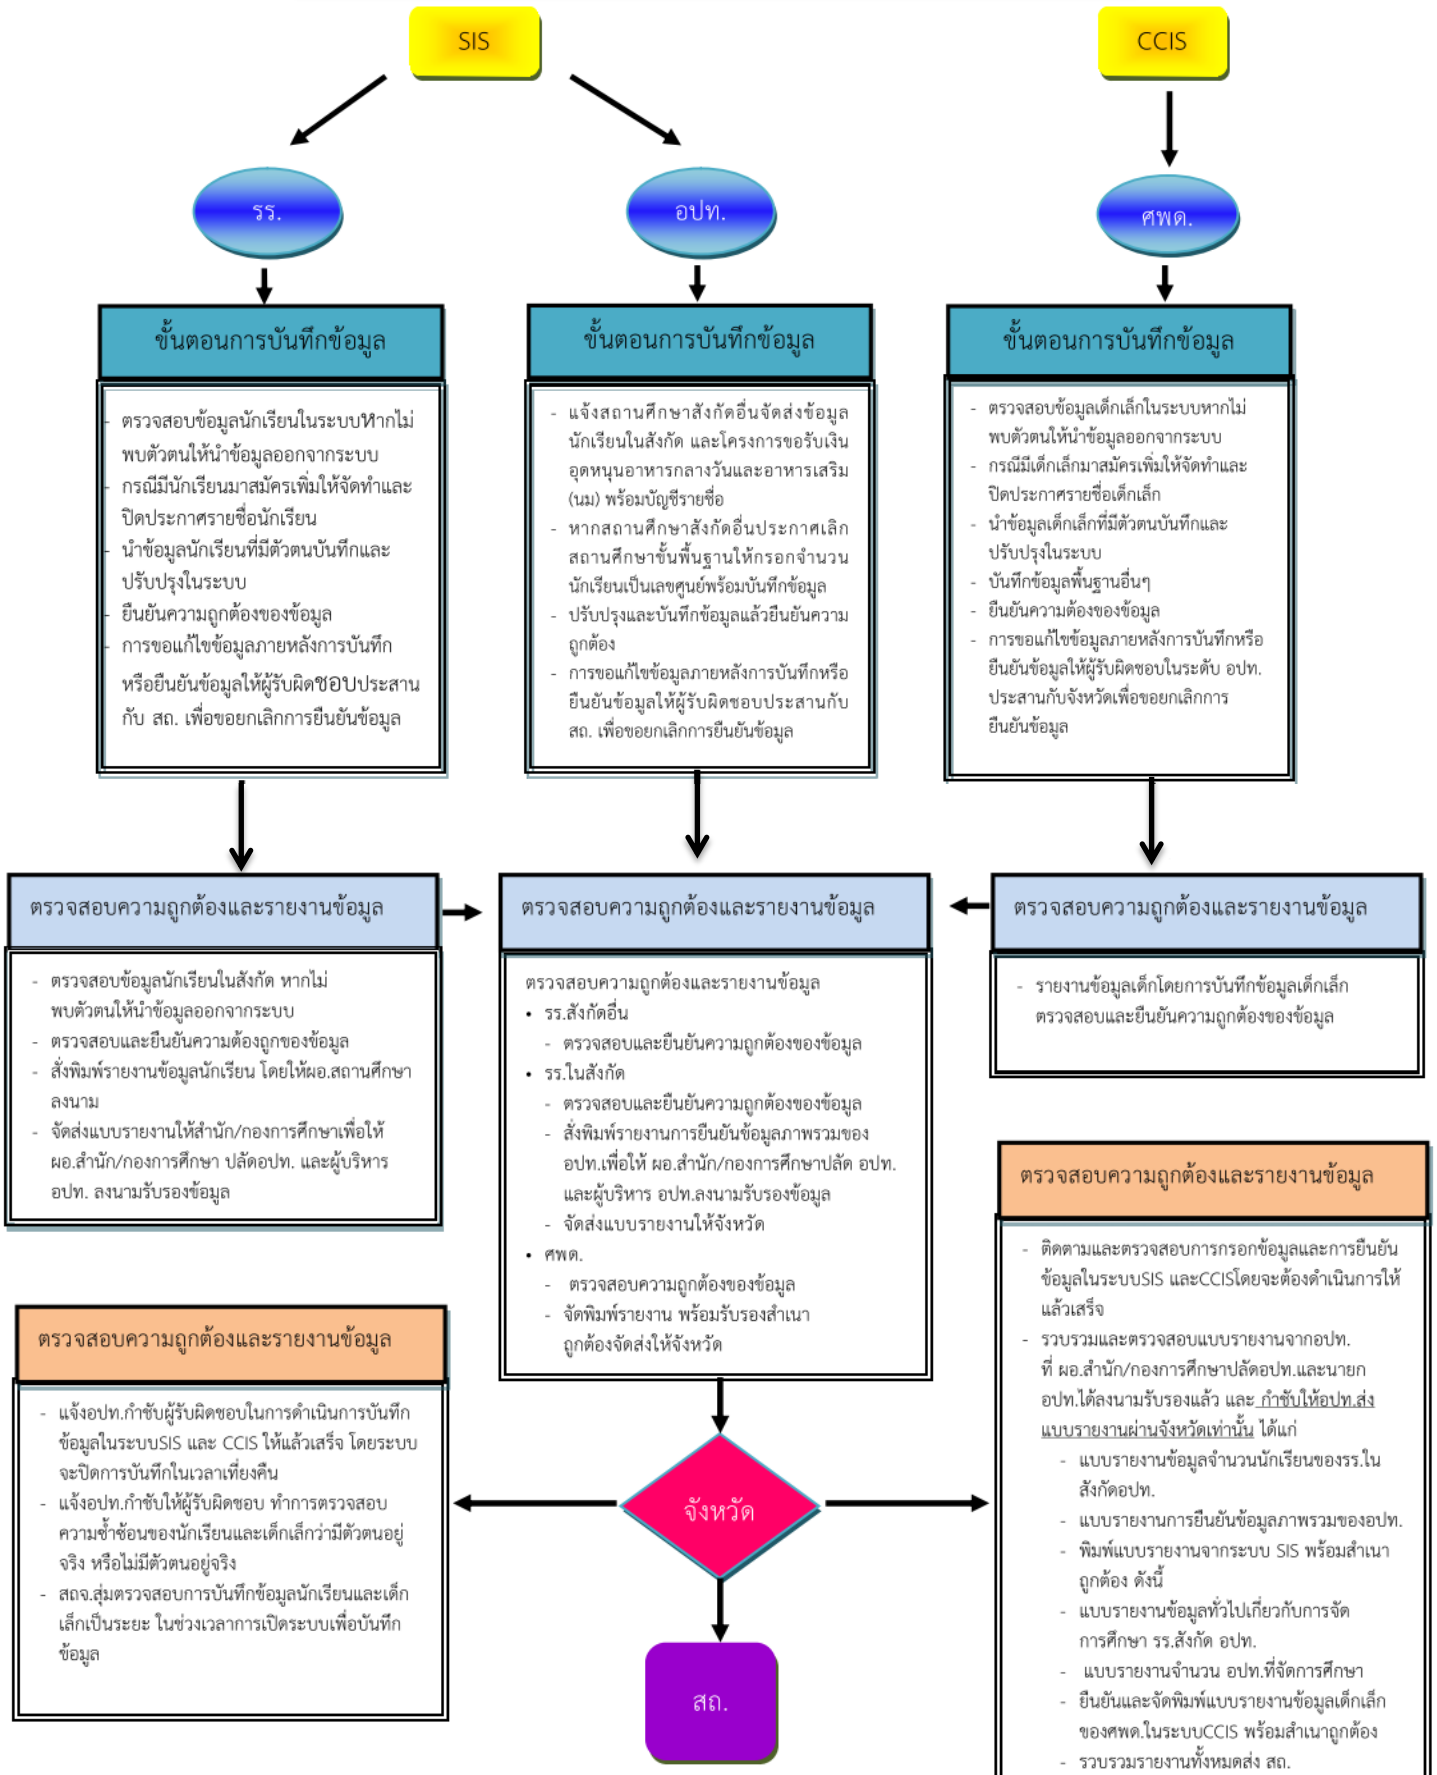 SIS
CCIS
รร.
อปท.
ศพด.
ขั้นตอนการบันทึกข้อมูล
- ตรวจสอบข้อมูลนักเรียนในระบบหากไม่
พบตัวตนให้นำข้อมูลออกจากระบบ
- กรณีมีนักเรียนมาสมัครเพิ่มให้จัดทำและ
ปิดประกาศรายชื่อนักเรียน
- นำข้อมูลนักเรียนที่มีตัวตนบันทึกและ
ปรับปรุงในระบบ
- ยืนยันความถูกต้องของข้อมูล
- การขอแก้ไขข้อมูลภายหลังการบันทึก
หรือยืนยันข้อมูลให้ผู้รับผิดชอบประสาน
กับ สถ. เพื่อขอยกเลิกการยืนยันข้อมูล
ขั้นตอนการบันทึกข้อมูล
- แจ้งสถานศึกษาสังกัดอื่นจัดส่งข้อมูล
นักเรียนในสังกัด และโครงการขอรับเงิน
อุดหนุนอาหารกลางวันและอาหารเสริม
(นม) พร้อมบัญชีรายชื่อ
- หากสถานศึกษาสังกัดอื่นประกาศเลิก
สถานศึกษาขั้นพื้นฐานให้กรอกจำนวน
นักเรียนเป็นเลขศูนย์พร้อมบันทึกข้อมูล
- ปรับปรุงและบันทึกข้อมูลแล้วยืนยันความ
ถูกต้อง
- การขอแก้ไขข้อมูลภายหลังการบันทึกหรือ
ยืนยันข้อมูลให้ผู้รับผิดชอบประสานกับ
สถ. เพื่อขอยกเลิกการยืนยันข้อมูล
ขั้นตอนการบันทึกข้อมูล
- ตรวจสอบข้อมูลเด็กเล็กในระบบหากไม่
พบตัวตนให้นำข้อมูลออกจากระบบ
- กรณีมีเด็กเล็กมาสมัครเพิ่มให้จัดทำและ
ปิดประกาศรายชื่อเด็กเล็ก
- นำข้อมูลเด็กเล็กที่มีตัวตนบันทึกและ
ปรับปรุงในระบบ
- บันทึกข้อมูลพื้นฐานอื่นๆ
- ยืนยันความต้องของข้อมูล
- การขอแก้ไขข้อมูลภายหลังการบันทึกหรือ
ยืนยันข้อมูลให้ผู้รับผิดชอบในระดับ อปท.
ประสานกับจังหวัดเพื่อขอยกเลิกการ
ยืนยันข้อมูล
ตรวจสอบความถูกต้องและรายงานข้อมูล
- ตรวจสอบข้อมูลนักเรียนในสังกัด หากไม่
พบตัวตนให้นำข้อมูลออกจากระบบ
- ตรวจสอบและยืนยันความต้องถูกของข้อมูล
- สั่งพิมพ์รายงานข้อมูลนักเรียน โดยให้ผอ.สถานศึกษา
ลงนาม
- จัดส่งแบบรายงานให้สำนัก/กองการศึกษาเพื่อให้
ผอ.สำนัก/กองการศึกษา ปลัดอปท. และผู้บริหาร
อปท. ลงนามรับรองข้อมูล
ตรวจสอบความถูกต้องและรายงานข้อมูล
ตรวจสอบความถูกต้องและรายงานข้อมูล
• รร.สังกัดอื่น
- ตรวจสอบและยืนยันความถูกต้องของข้อมูล
• รร.ในสังกัด
- ตรวจสอบและยืนยันความถูกต้องของข้อมูล
- สั่งพิมพ์รายงานการยืนยันข้อมูลภาพรวมของ
อปท.เพื่อให้ ผอ.สำนัก/กองการศึกษาปลัด อปท.
และผู้บริหาร อปท.ลงนามรับรองข้อมูล
- จัดส่งแบบรายงานให้จังหวัด
• ศพด.
- ตรวจสอบความถูกต้องของข้อมูล
- จัดพิมพ์รายงาน พร้อมรับรองสำเนา
ถูกต้องจัดส่งให้จังหวัด
ตรวจสอบความถูกต้องและรายงานข้อมูล
- รายงานข้อมูลเด็กโดยการบันทึกข้อมูลเด็กเล็ก
ตรวจสอบและยืนยันความถูกต้องของข้อมูล
ตรวจสอบความถูกต้องและรายงานข้อมูล
- แจ้งอปท.กำชับผู้รับผิดชอบในการดำเนินการบันทึก
ข้อมูลในระบบSIS และ CCIS ให้แล้วเสร็จ โดยระบบ
จะปิดการบันทึกในเวลาเที่ยงคืน
- แจ้งอปท.กำชับให้ผู้รับผิดชอบ ทำการตรวจสอบ
ความซ้ำซ้อนของนักเรียนและเด็กเล็กว่ามีตัวตนอยู่
จริง หรือไม่มีตัวตนอยู่จริง
- สถจ.สุ่มตรวจสอบการบันทึกข้อมูลนักเรียนและเด็ก
เล็กเป็นระยะ ในช่วงเวลาการเปิดระบบเพื่อบันทึก
ข้อมูล
จังหวัด
สถ.
ตรวจสอบความถูกต้องและรายงานข้อมูล
- ติดตามและตรวจสอบการกรอกข้อมูลและการยืนยัน
ข้อมูลในระบบSIS และCCISโดยจะต้องดำเนินการให้
แล้วเสร็จ
- รวบรวมและตรวจสอบแบบรายงานจากอปท.
ที่ ผอ.สำนัก/กองการศึกษาปลัดอปท.และนายก
อปท.ได้ลงนามรับรองแล้ว และ กำชับให้อปท.ส่ง
แบบรายงานผ่านจังหวัดเท่านั้น ได้แก่
- แบบรายงานข้อมูลจำนวนนักเรียนของรร.ใน
สังกัดอปท.
- แบบรายงานการยืนยันข้อมูลภาพรวมของอปท.
- พิมพ์แบบรายงานจากระบบ SIS พร้อมสำเนา
ถูกต้อง ดังนี้
- แบบรายงานข้อมูลทั่วไปเกี่ยวกับการจัด
การศึกษา รร.สังกัด อปท.
- แบบรายงานจำนวน อปท.ที่จัดการศึกษา
- ยืนยันและจัดพิมพ์แบบรายงานข้อมูลเด็กเล็ก
ของศพด.ในระบบCCIS พร้อมสำเนาถูกต้อง
- รวบรวมรายงานทั้งหมดส่ง สถ.